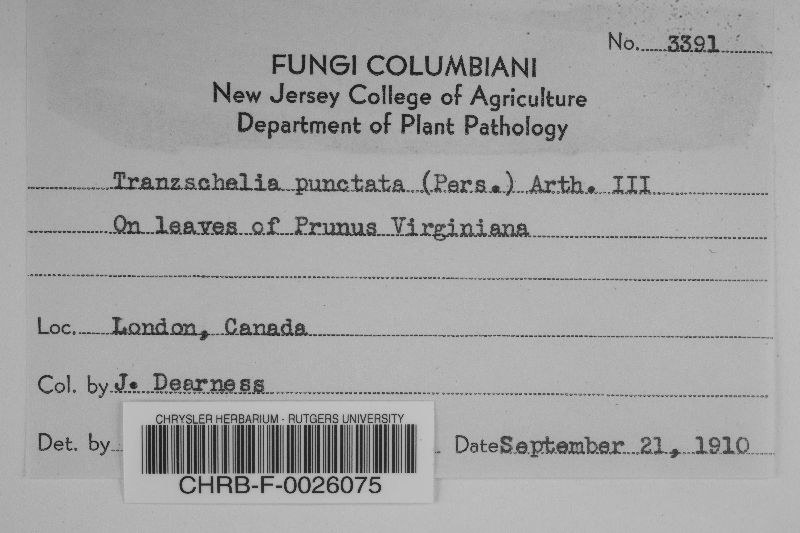 No. 3391
FUNGI COLUMBIANI
New Jersey College of Agriculture
Department of Plant Pathology
Tranzschelia punctata (Pers.) Arth. III
On leaves of Prunus Virginiana
Loc. London, Canada
Col. by J. Dearness
Det. by
Date September 21, 1910
CHRYSLER HERBARIUM - RUTGERS UNIVERSITY
CHRB-F-0026075